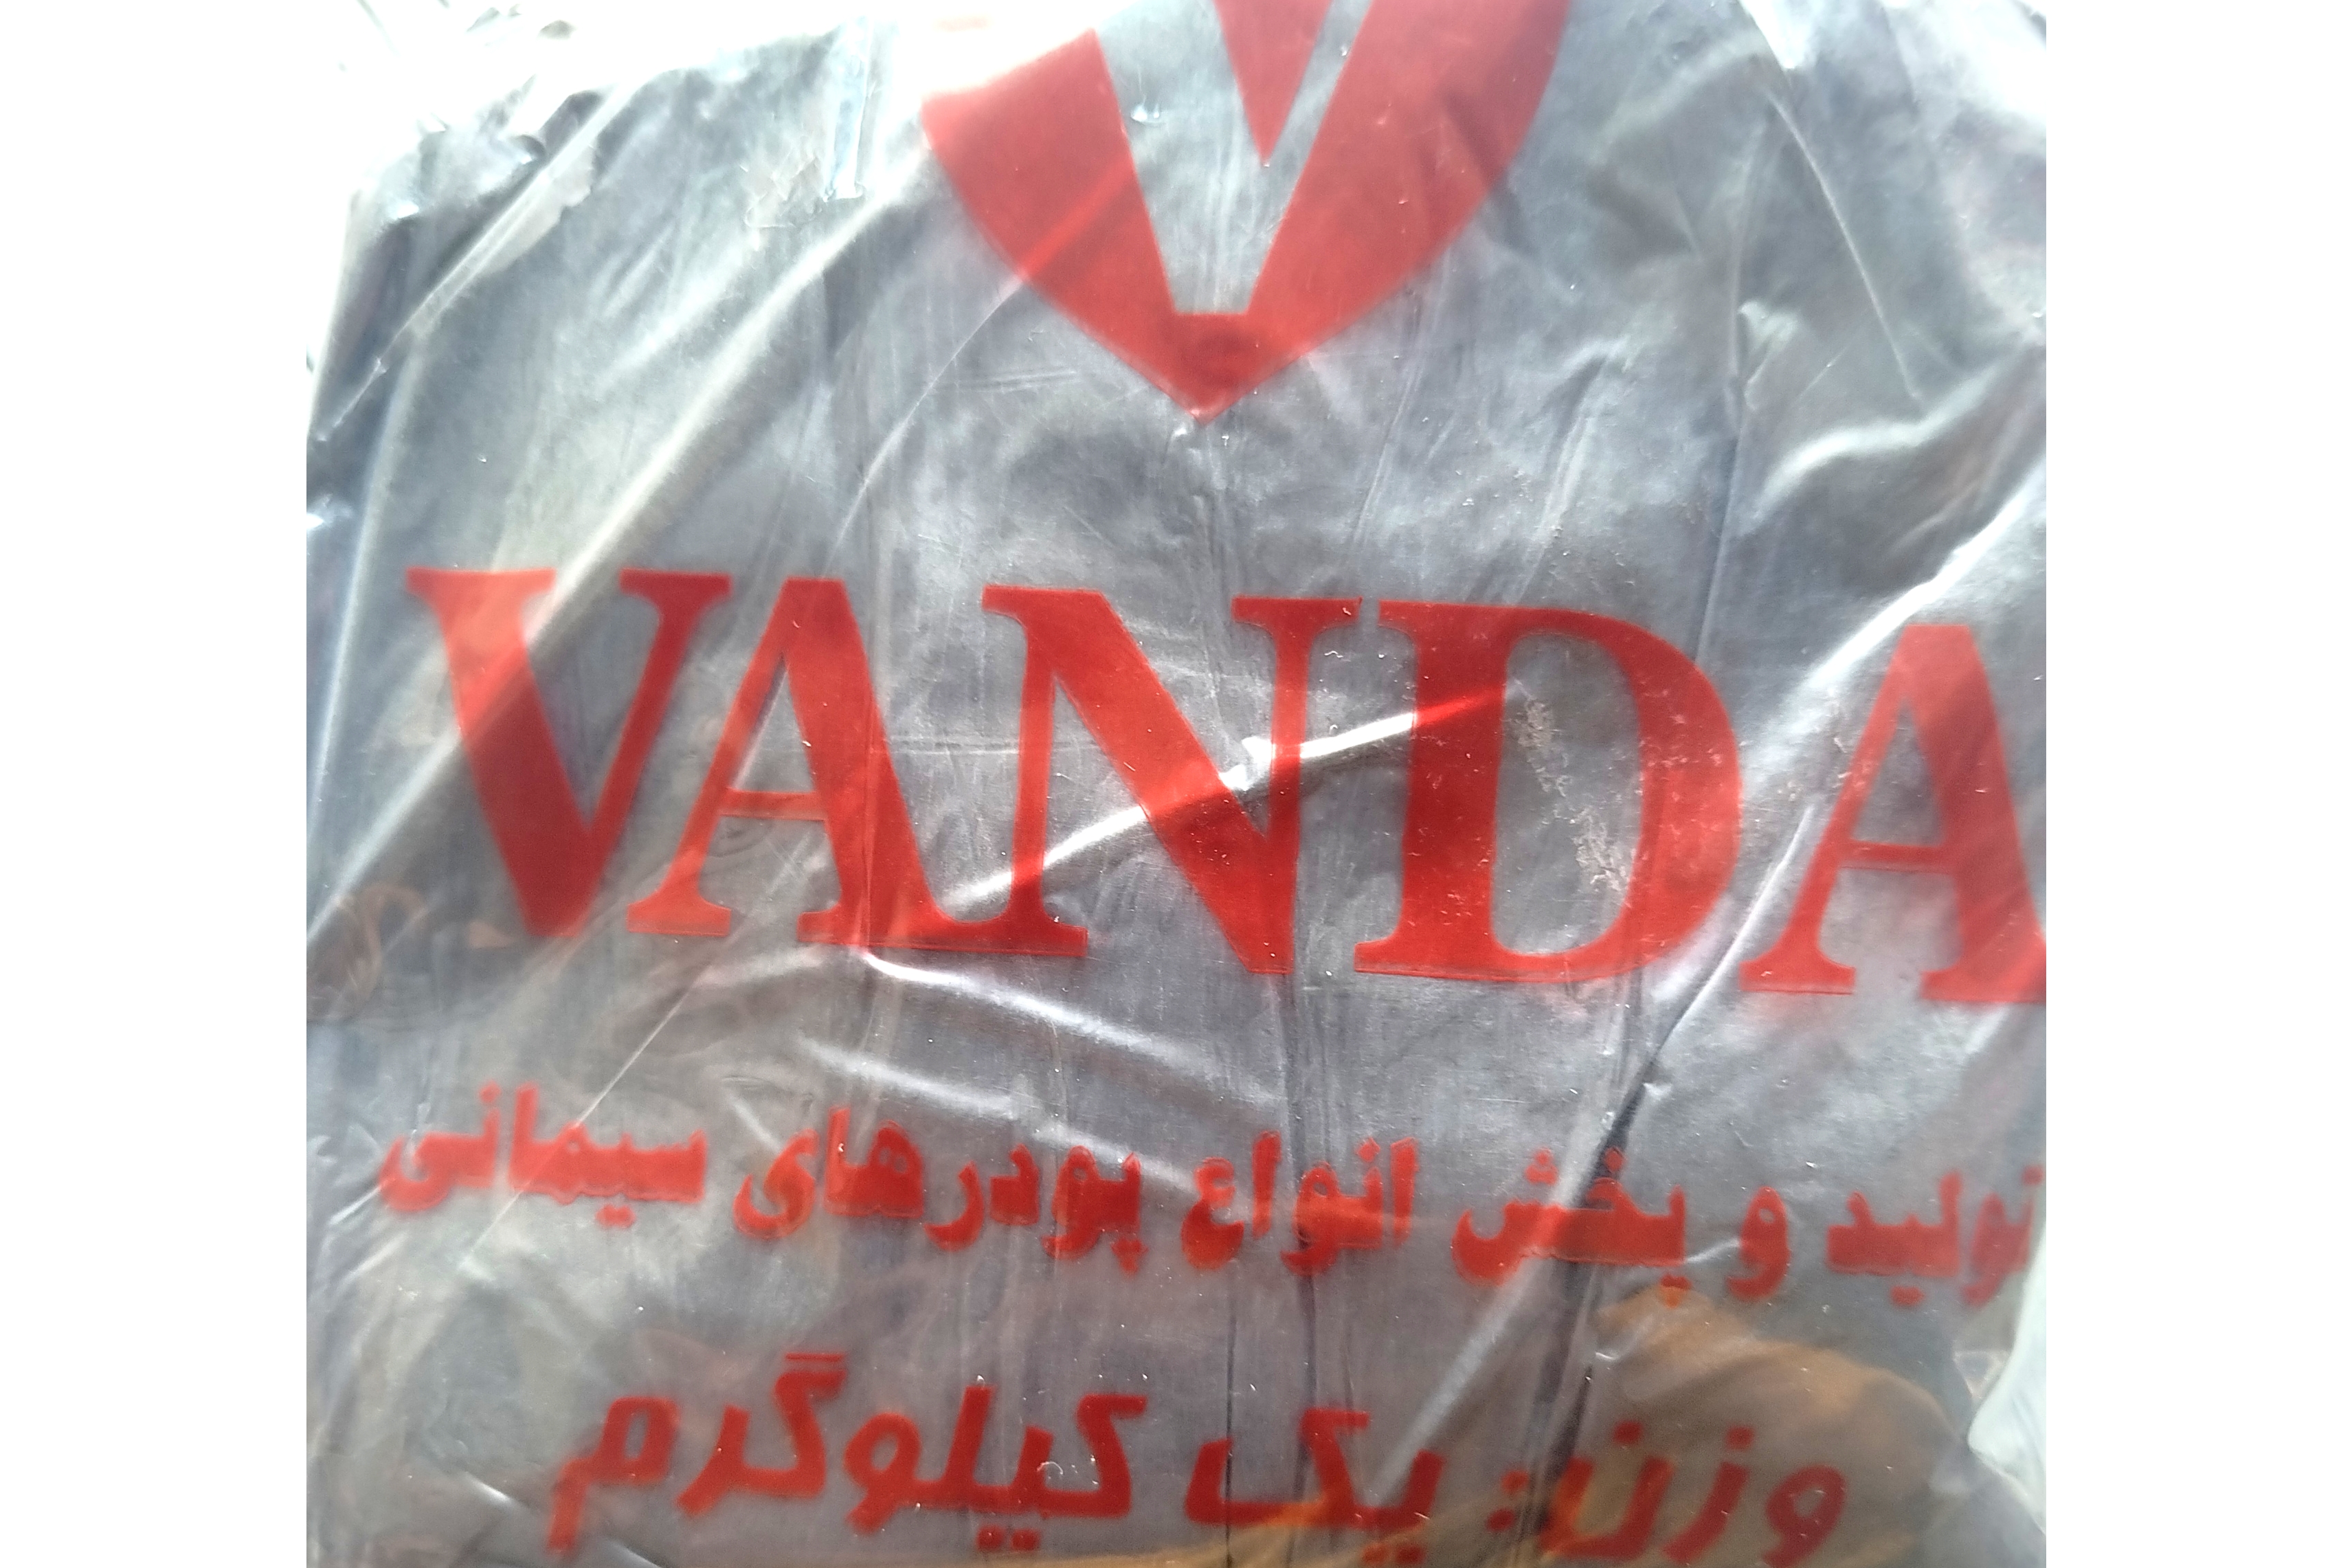 VANDA
تولید و پخش انواع پودرهای سیمانی
وزن: یک کیلوگرم